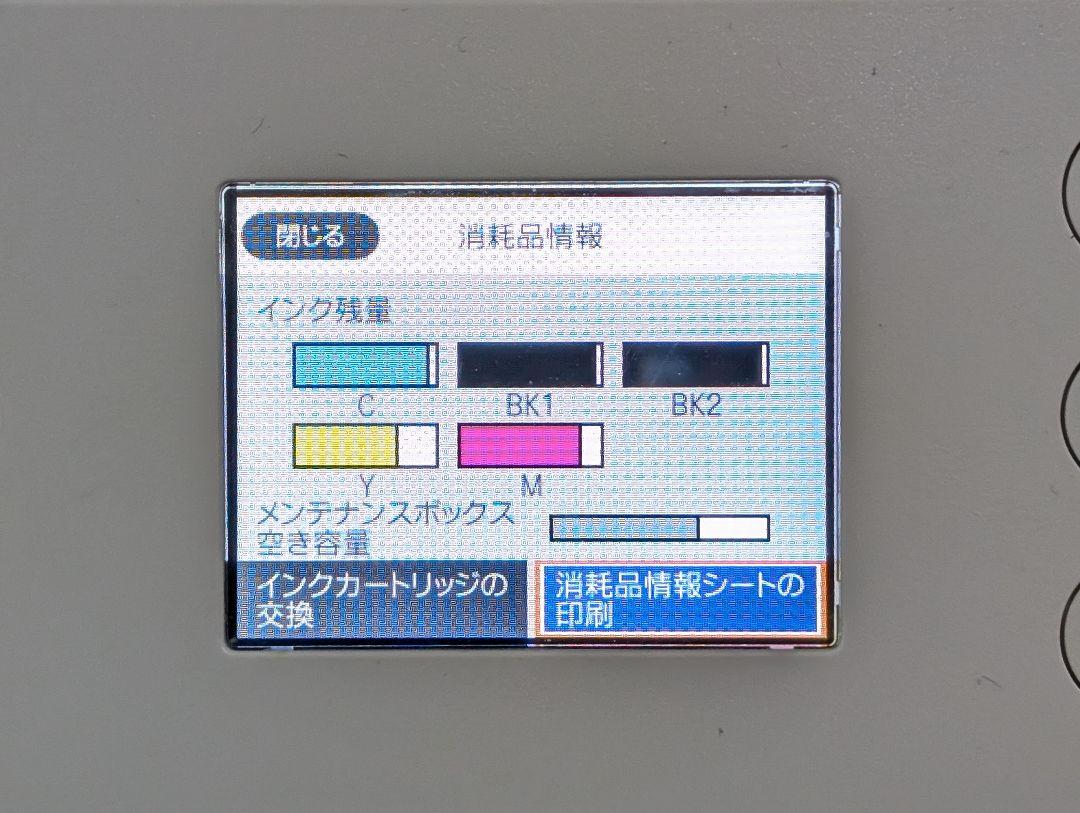 閉じる 消耗品情報
インク残量
C BK1 BK2
Y M
メンテナンスボックス
空き容量
インクカートリッジの
交換
消耗品情報シートの
印刷